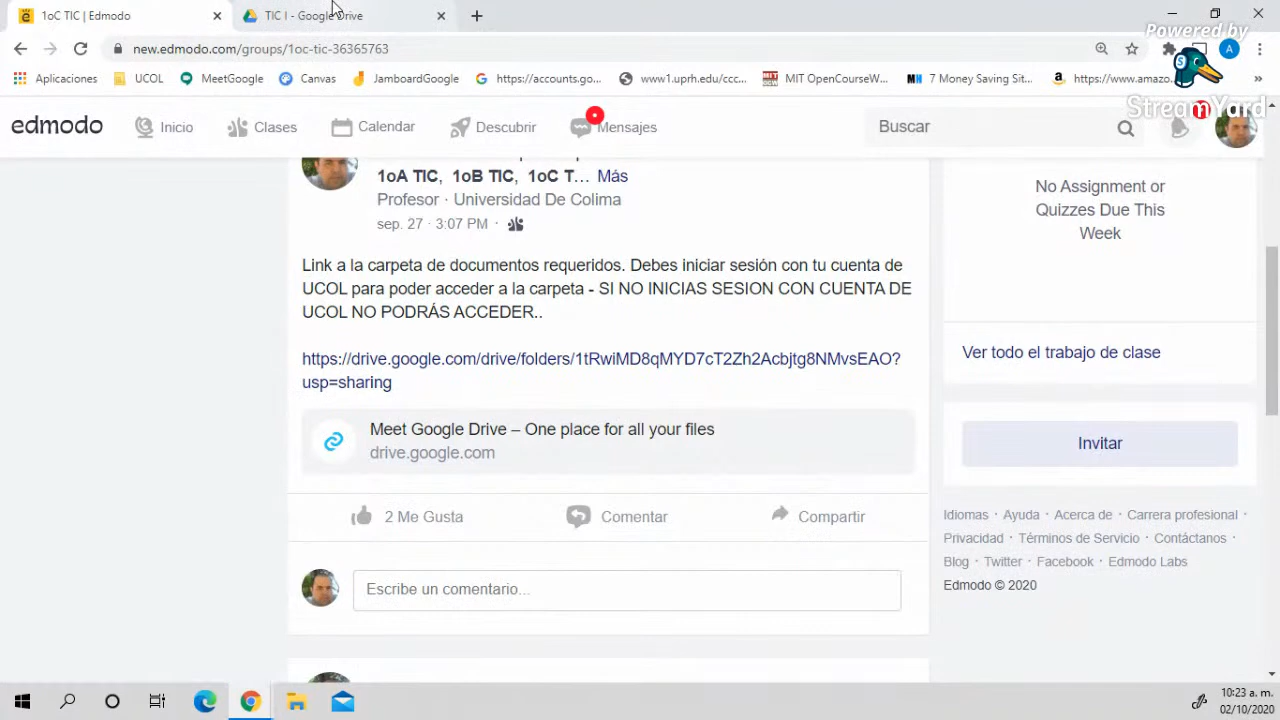 1oC TIC | Edmodo
TIC I - Google Drive
new.edmodo.com/groups/1oc-tic-36365763
A
Powered by
StreamYard
Aplicaciones
UCOL
MeetGoogle
Canvas
JamboardGoogle
https://accounts.go...
www1.uprh.edu/ccc...
MIT OpenCourseW...
7 Money Saving Sit...
https://www.amazo...
edmodo
Inicio
Clases
Calendar
Descubrir
Mensajes
Buscar
1oA TIC, 1oB TIC, 1oC T... Más
Profesor · Universidad De Colima
sep. 27 · 3:07 PM ·
Link a la carpeta de documentos requeridos. Debes iniciar sesión con tu cuenta de
UCOL para poder acceder a la carpeta - SI NO INICIAS SESION CON CUENTA DE
UCOL NO PODRÁS ACCEDER..
https://drive.google.com/drive/folders/1tRwiMD8qMYD7cT2Zh2Acbjtg8NMvsEAO?
usp=sharing
Meet Google Drive – One place for all your files
drive.google.com
2 Me Gusta
Comentar
Compartir
Escribe un comentario...
No Assignment or
Quizzes Due This
Week
Ver todo el trabajo de clase
Invitar
Idiomas · Ayuda · Acerca de · Carrera profesional ·
Privacidad · Términos de Servicio · Contáctanos ·
Blog · Twitter · Facebook · Edmodo Labs
Edmodo © 2020
10:23 a. m.
02/10/2020